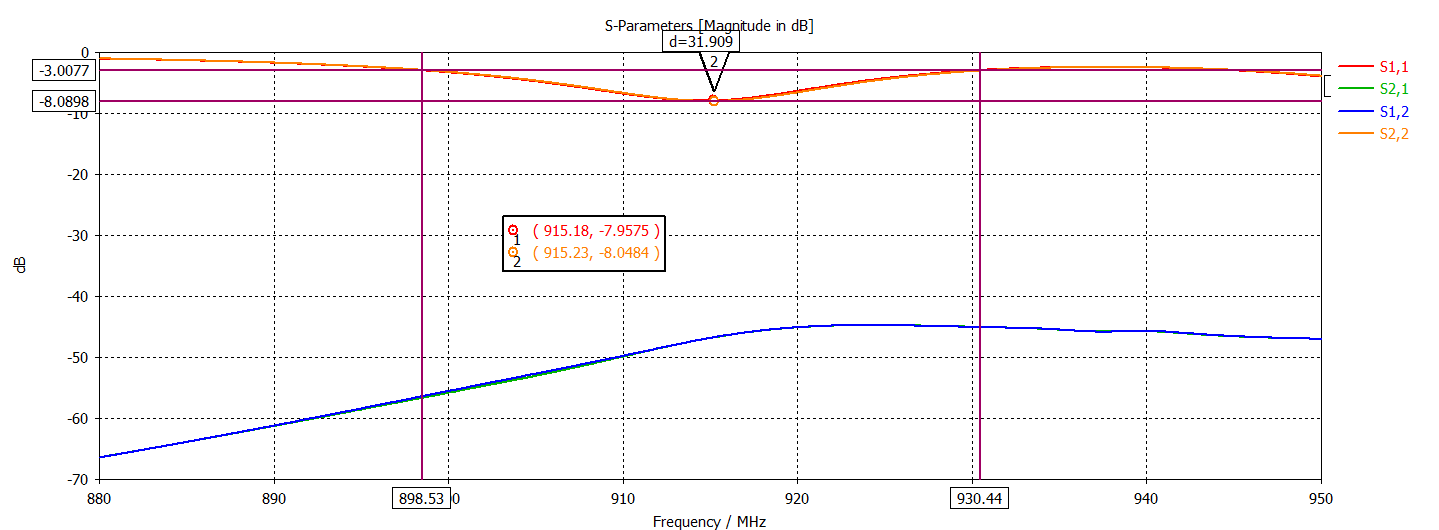 S-Parameters [Magnitude in dB]
d=31.909
2
0
-3.0077
-8.0898
-10
-20
-30
-40
-50
-60
-70
dB
S1,1
S2,1
S1,2
S2,2
1 ( 915.18, -7.9575 )
2 ( 915.23, -8.0484 )
880 890 898.53 910 920 930.44 940 950
Frequency / MHz